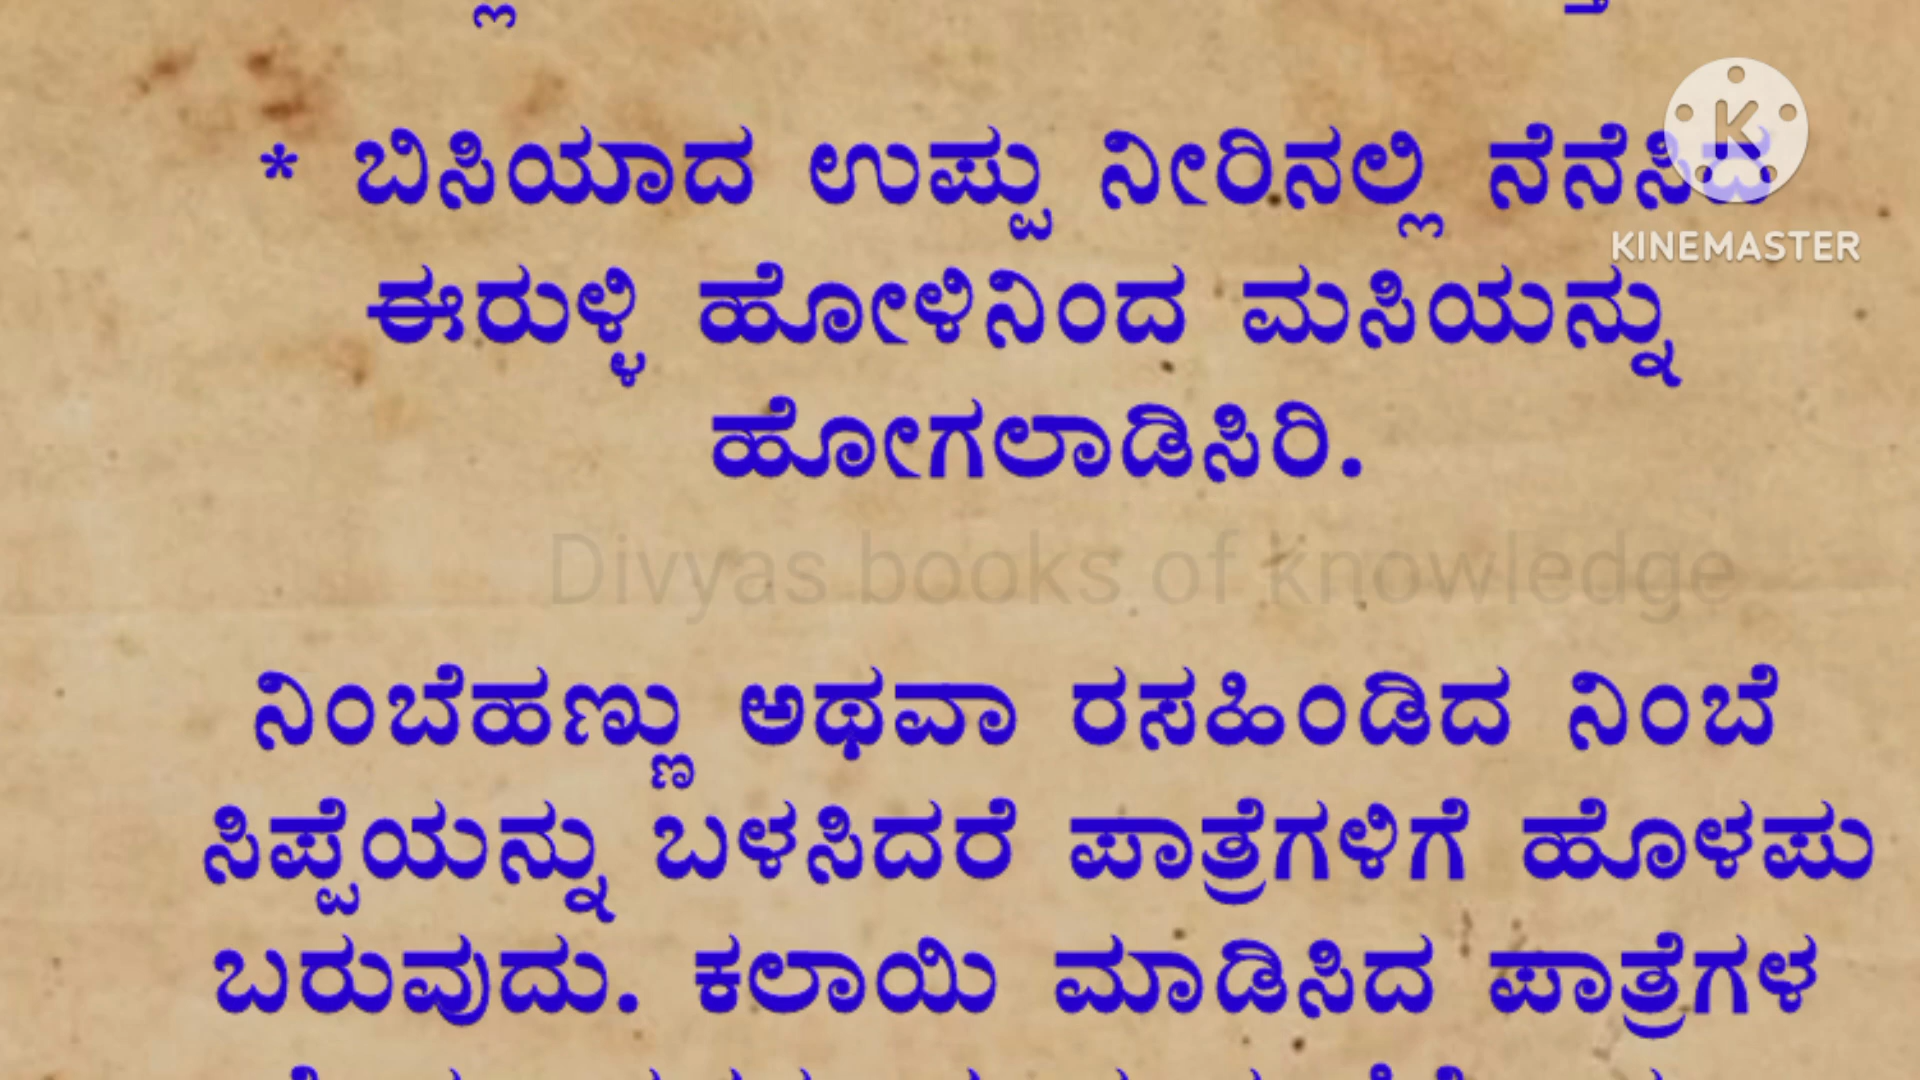 * ಬಿಸಿಯಾದ ಉಪ್ಪು ನೀರಿನಲ್ಲಿ ನೆನೆಸಿದ
KINEMASTER
ಈರುಳ್ಳಿ ಹೋಳಿನಿಂದ ಮಸಿಯನ್ನು
ಹೋಗಲಾಡಿಸಿರಿ.
Divyas books of knowledge
ನಿಂಬೆಹಣ್ಣು ಅಥವಾ ರಸಹಿಂಡಿದ ನಿಂಬೆ
ಸಿಪ್ಪೆಯನ್ನು ಬಳಸಿದರೆ ಪಾತ್ರೆಗಳಿಗೆ ಹೊಳಪು
ಬರುವುದು. ಕಲಾಯಿ ಮಾಡಿಸಿದ ಪಾತ್ರೆಗಳ